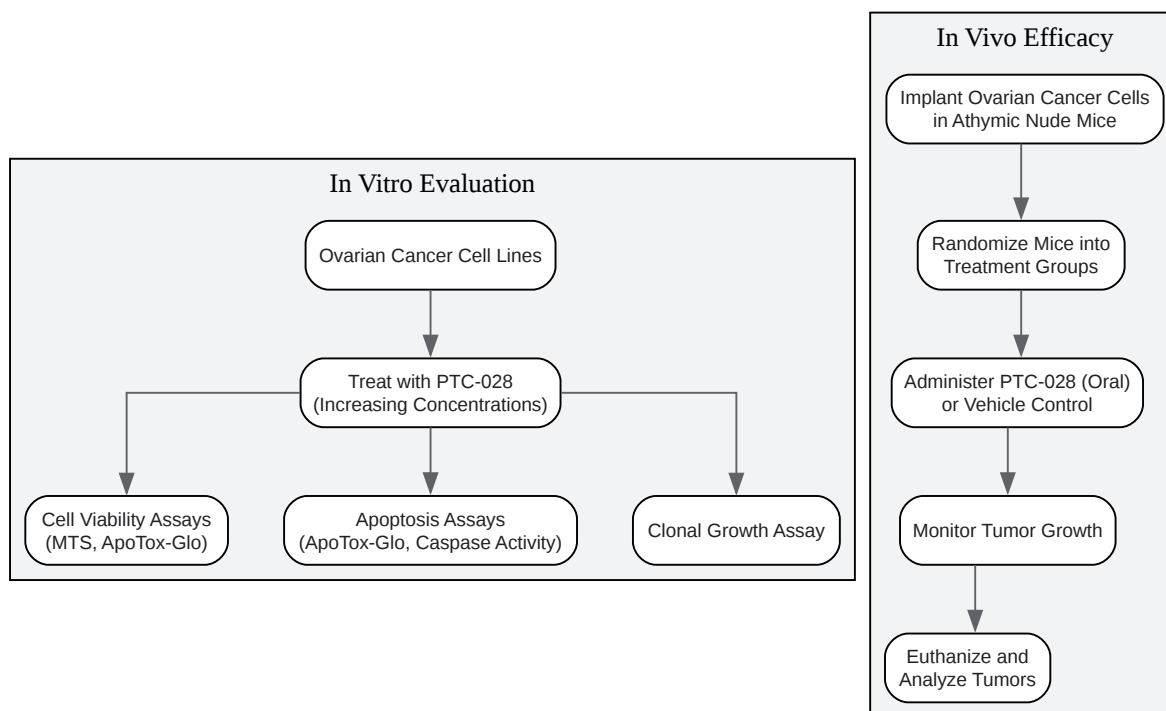 In Vitro Evaluation
Ovarian Cancer Cell Lines
Treat with PTC-028
(Increasing Concentrations)
Cell Viability Assays
(MTS, ApoTox-Glo)
Apoptosis Assays
(ApoTox-Glo, Caspase Activity)
Clonal Growth Assay
In Vivo Efficacy
Implant Ovarian Cancer Cells
in Athymic Nude Mice
Randomize Mice into
Treatment Groups
Administer PTC-028 (Oral)
or Vehicle Control
Monitor Tumor Growth
Euthanize and
Analyze Tumors